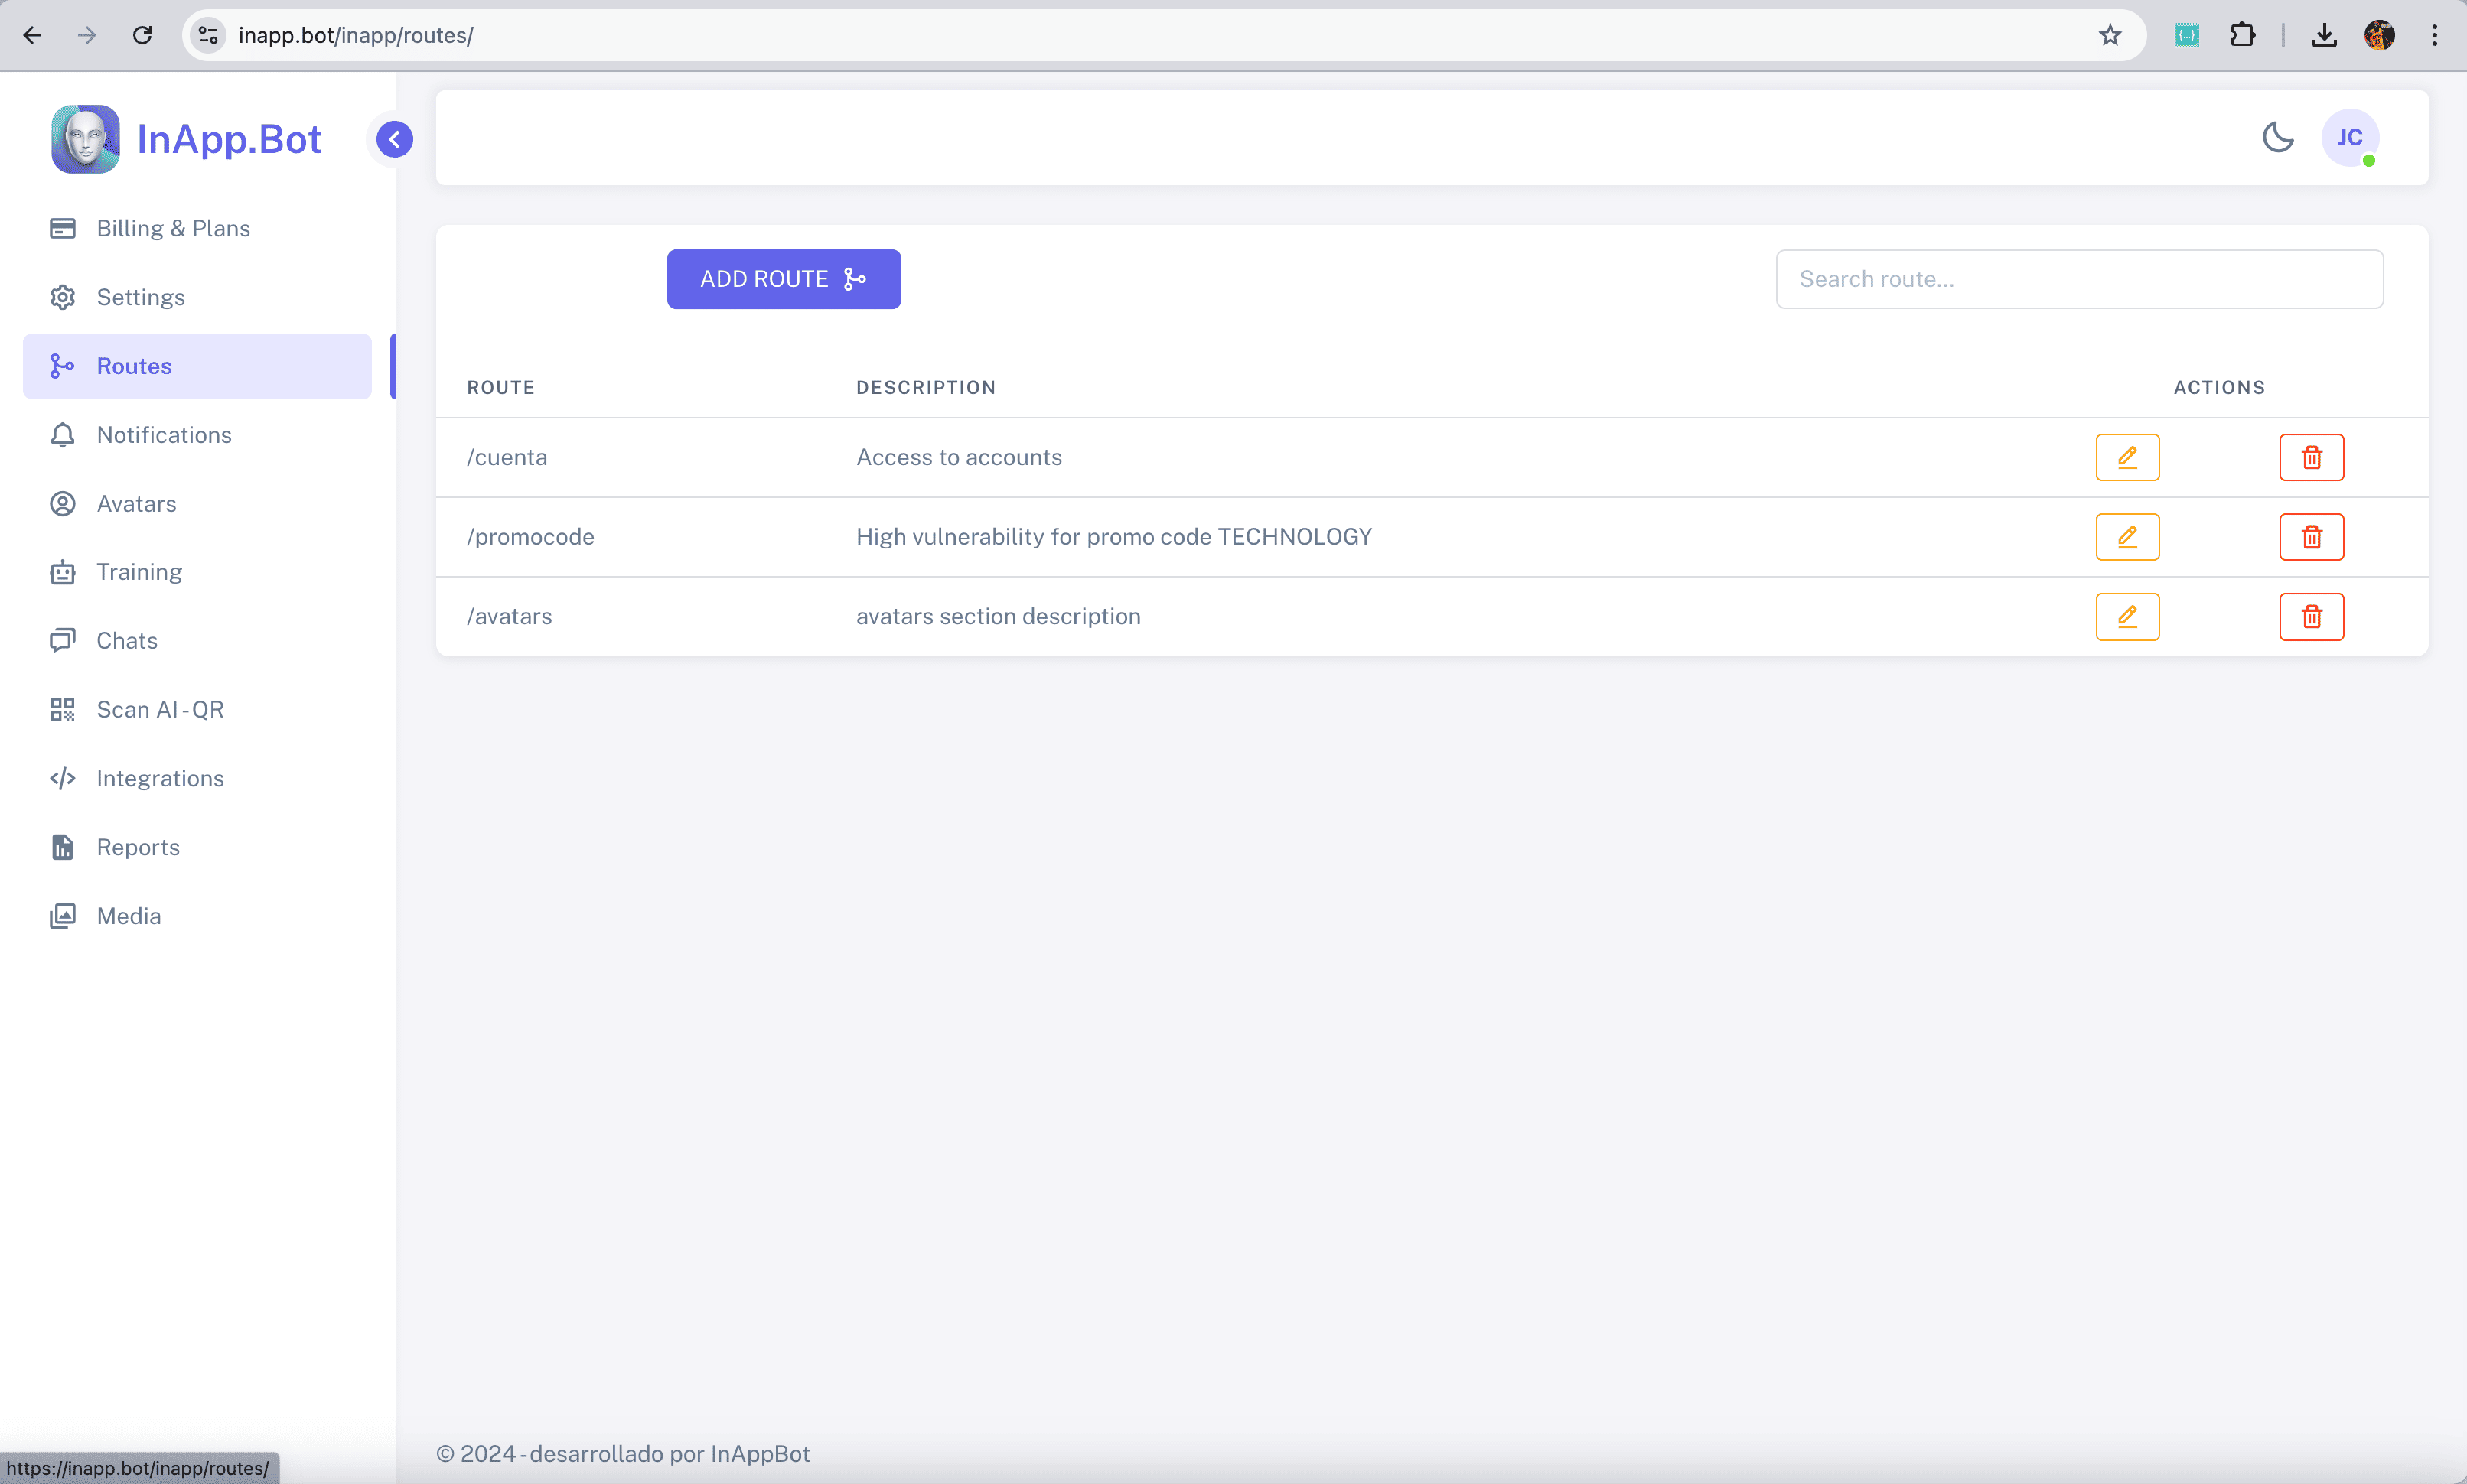 inapp.bot/inapp/routes/
InApp.Bot
JC
Billing & Plans
Settings
Routes
Notifications
Avatars
Training
Chats
Scan AI-QR
Integrations
Reports
Media
ADD ROUTE
Search route...
ROUTE DESCRIPTION ACTIONS
/cuenta Access to accounts
/promocode High vulnerability for promo code TECHNOLOGY
/avatars avatars section description
© 2024-desarrollado por InAppBot
https://inapp.bot/inapp/routes/